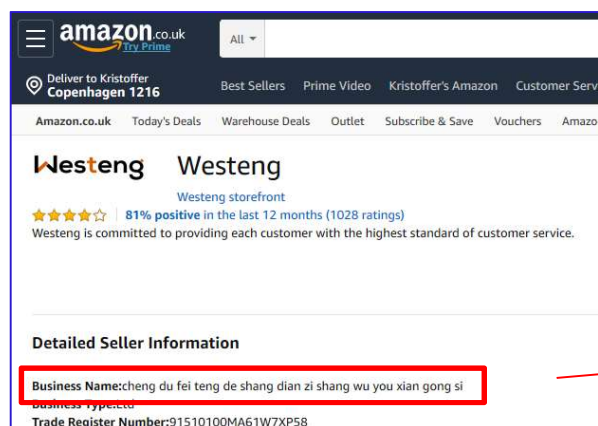 amazon.co.uk
Try Prime
All
Deliver to Kristoffer
Copenhagen 1216
Best Sellers Prime Video Kristoffer's Amazon Customer Serv
Amazon.co.uk Today's Deals Warehouse Deals Outlet Subscribe & Save Vouchers Amazo
Westeng Westeng
Westeng storefront
81% positive in the last 12 months (1028 ratings)
Westeng is committed to providing each customer with the highest standard of customer service.
Detailed Seller Information
Business Name:cheng du fei teng de shang dian zi shang wu you xian gong si
Business Type:Ltd
Trade Register Number:91510100MA61W7XP58